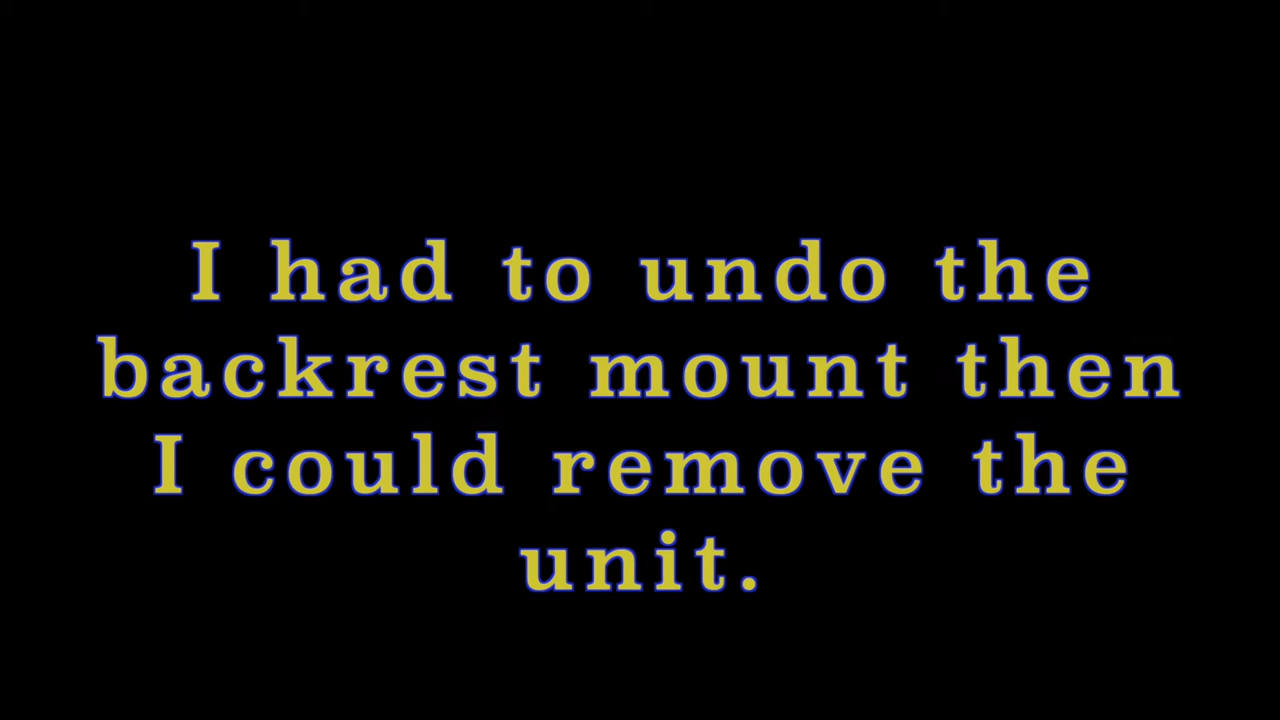 I had to undo the
backrest mount then
I could remove the
unit.